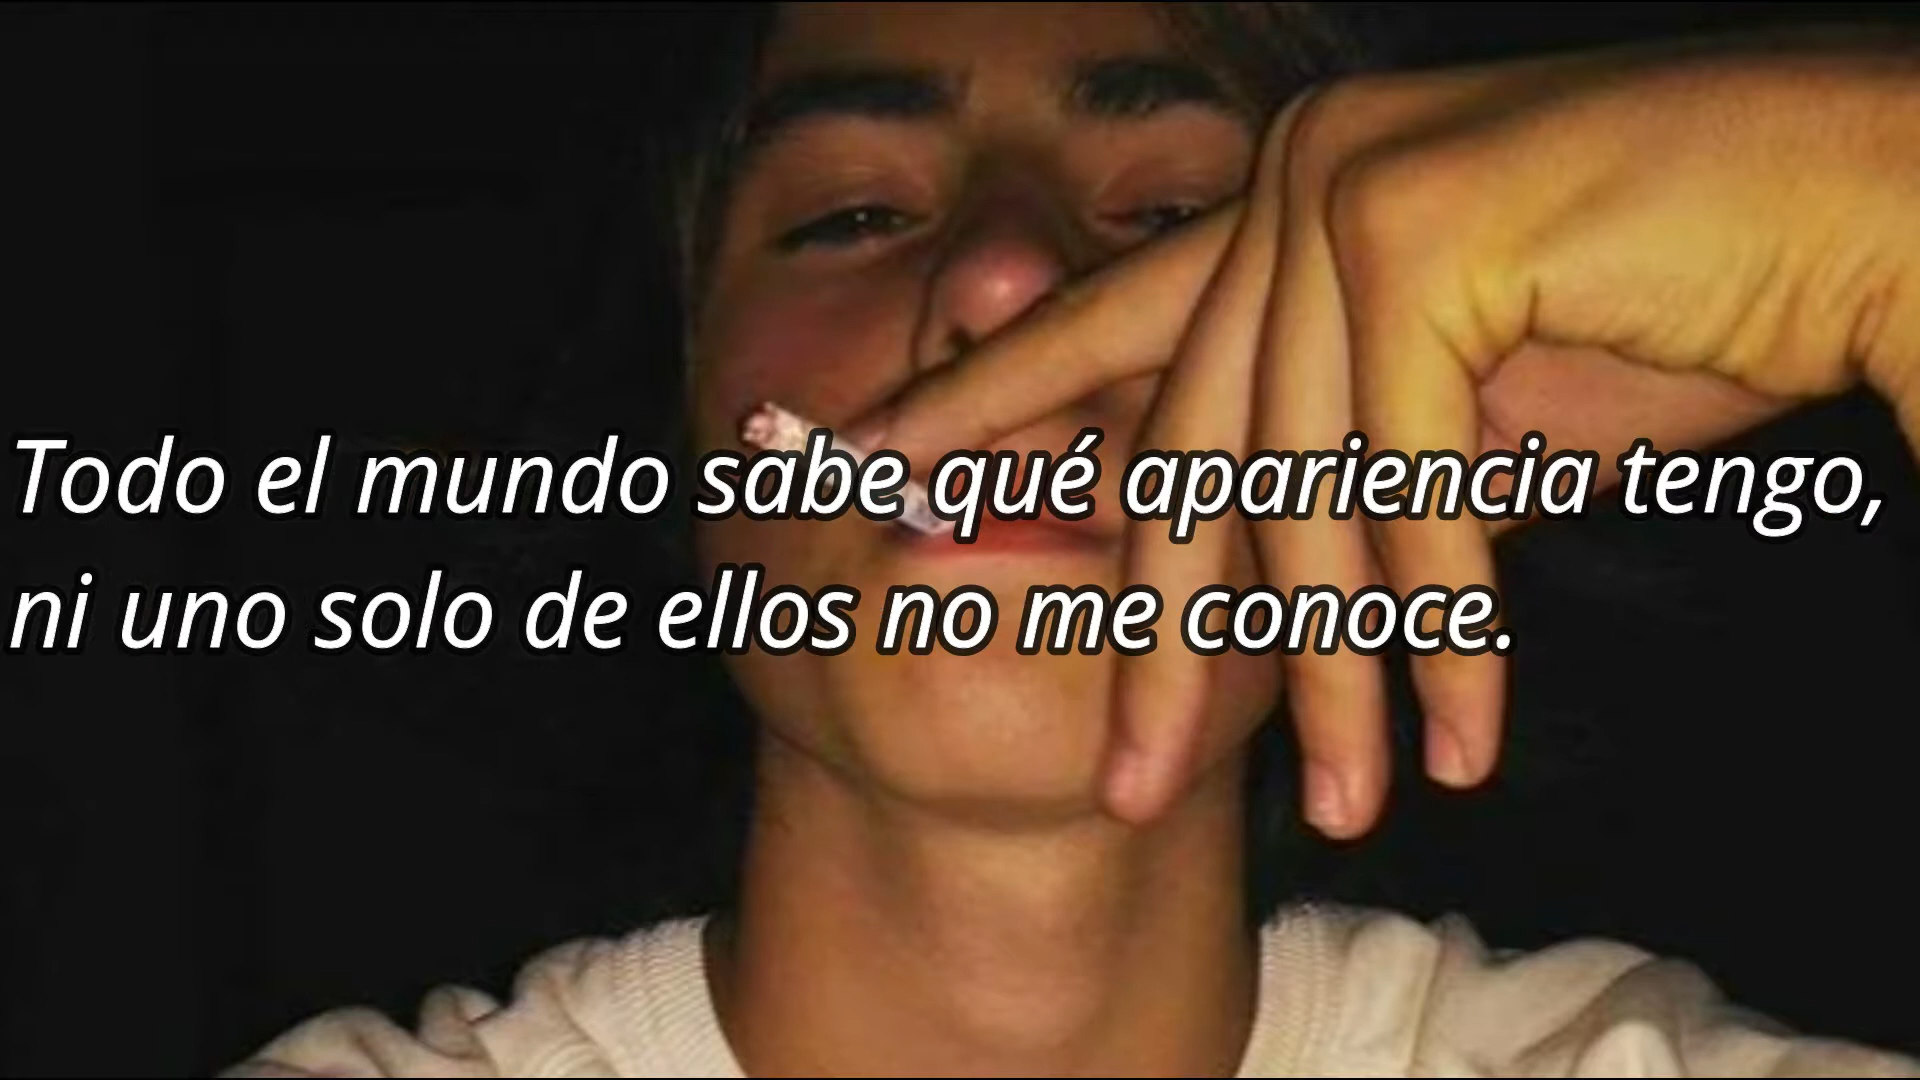 Todo el mundo sabe qué apariencia tengo,
ni uno solo de ellos no me conoce.